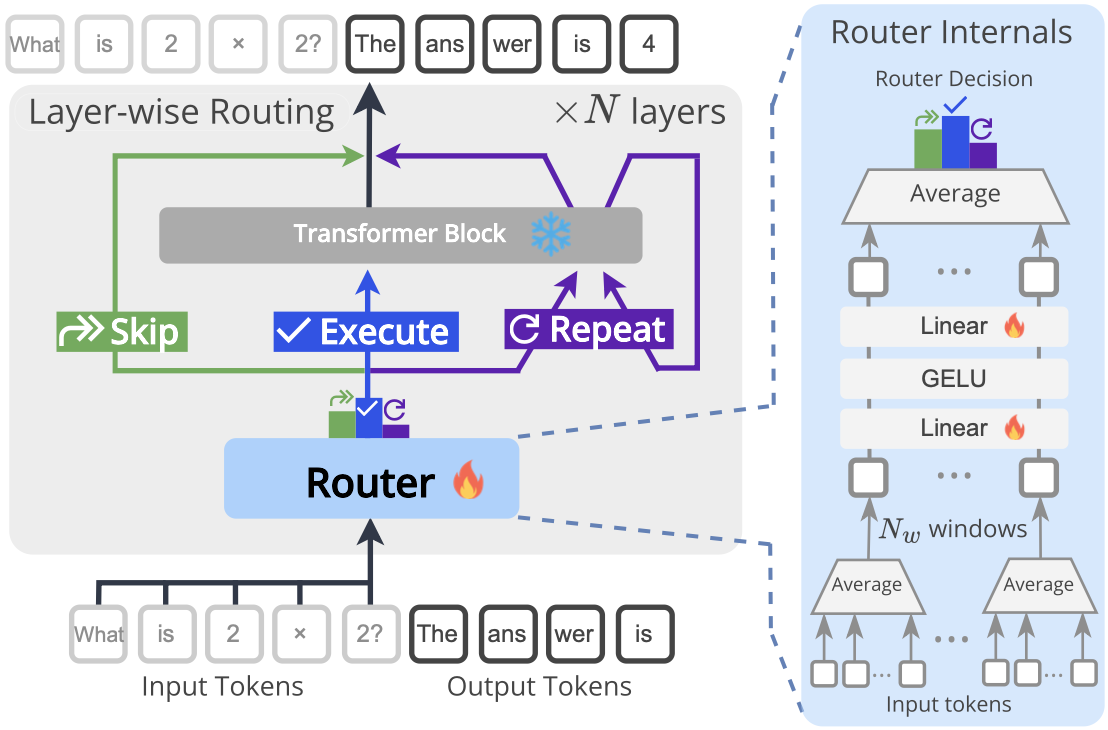 What is 2 × 2? The ans wer is 4
Layer-wise Routing ×N layers
Transformer Block
Skip Execute Repeat
Router
What is 2 × 2? The ans wer is
Input Tokens Output Tokens
Router Internals
Router Decision
Average
...
Linear
GELU
Linear
...
N_w windows
Average Average
...
... ...
Input tokens